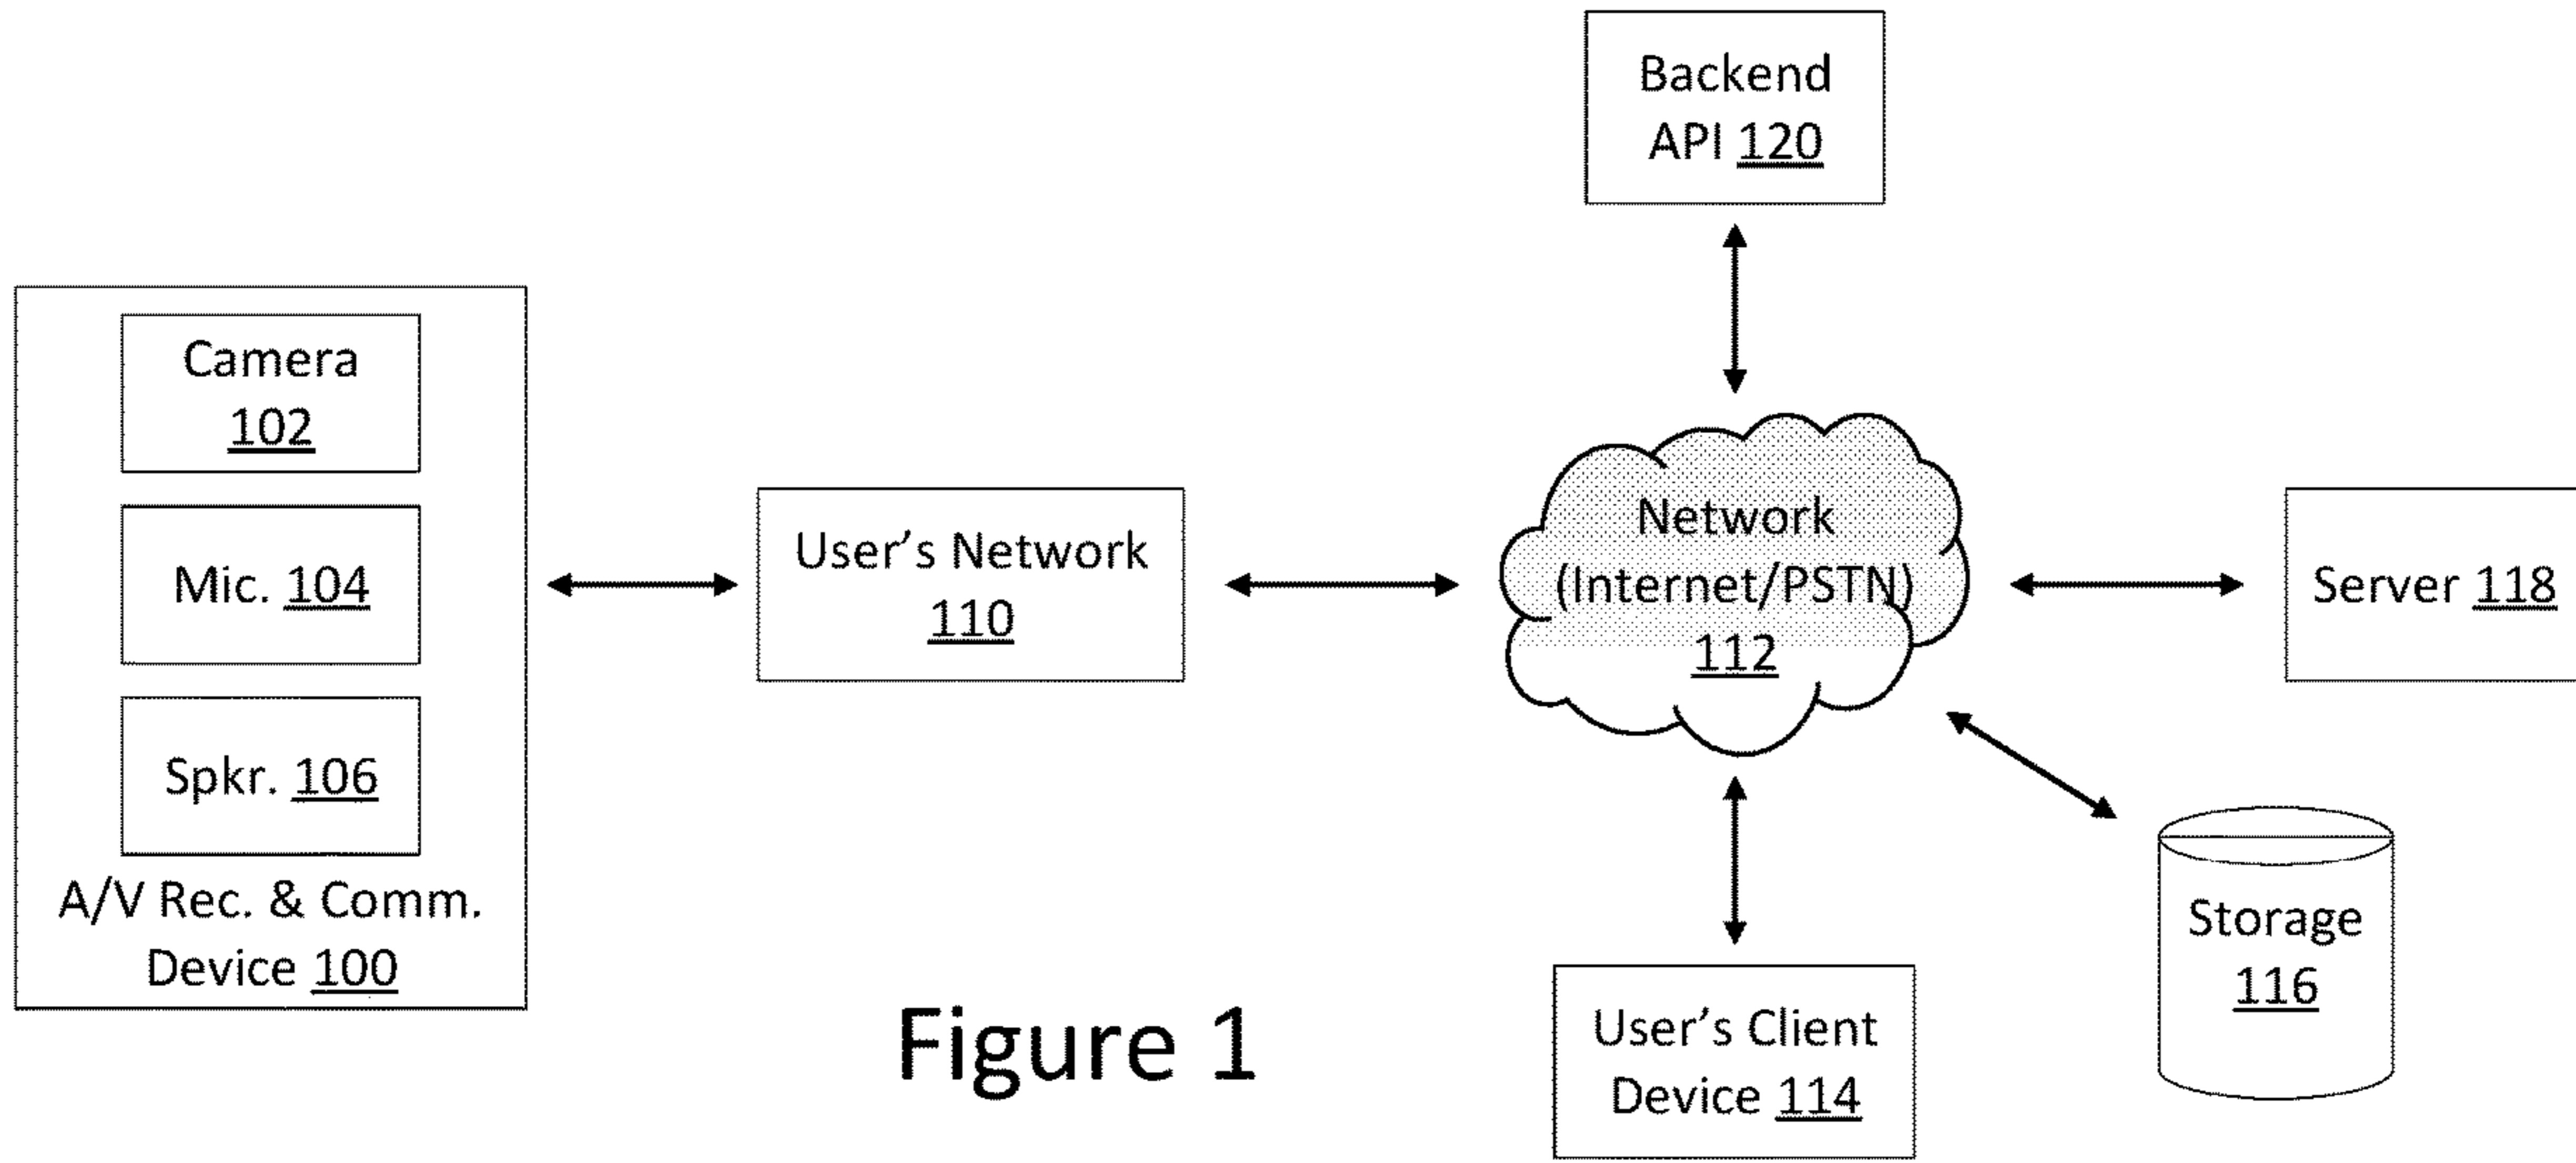 Backend
API 120
Camera
102
Mic. 104
Spkr. 106
A/V Rec. & Comm.
Device 100
User's Network
110
Network
(Internet/PSTN)
112
Server 118
Storage
116
User's Client
Device 114
Figure 1